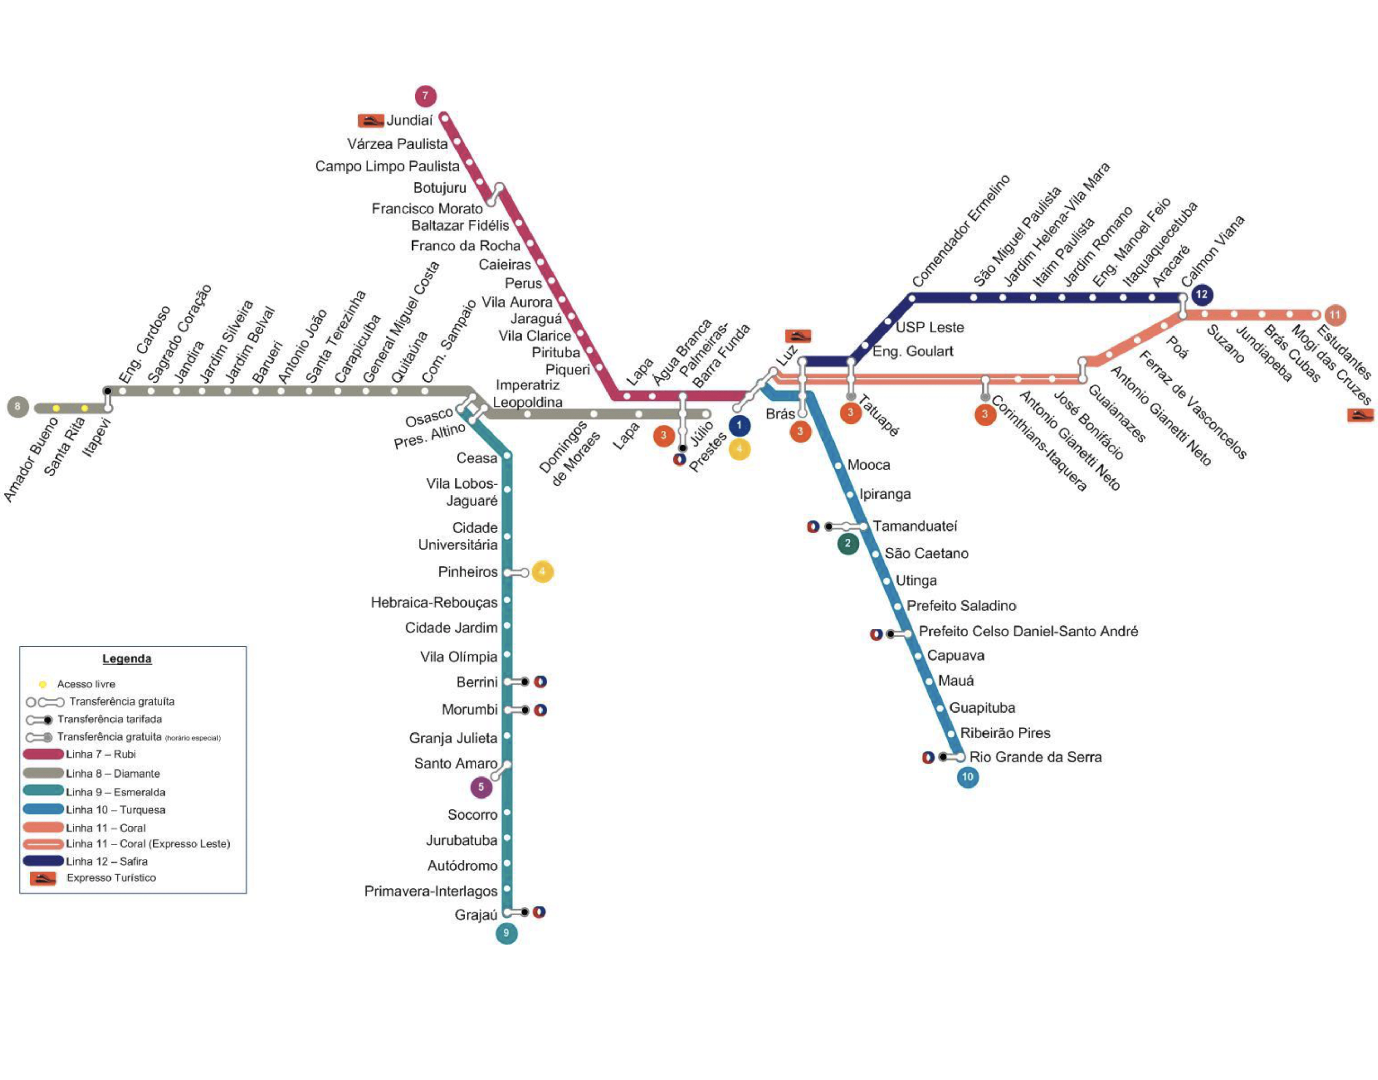 7
Jundiaí
Várzea Paulista
Campo Limpo Paulista
Botujuru
Francisco Morato
Baltazar Fidélis
Franco da Rocha
Caieiras
Perus
Vila Aurora
Jaraguá
Vila Clarice
Pirituba
Piqueri
Lapa
Água Branca
Palmeiras-
Barra Funda
Luz
Brás
8
Amador Bueno
Santa Rita
Itapevi
Eng. Cardoso
Sagrado Coração
Jandira
Jardim Silveira
Jardim Belval
Barueri
Antonio João
Santa Terezinha
Carapicuíba
General Miguel Costa
Quitaúna
Com. Sampaio
Osasco
Pres. Altino
Imperatriz
Leopoldina
Domingos
de Moraes
Lapa
Júlio
Prestes
3
1
4
3
3
3
Tatuapé
Corinthians-Itaquera
Antonio Gianetti Neto
José Bonifácio
Guaianazes
Antonio Gianetti Neto
Ferraz de Vasconcelos
Poá
Suzano
Jundiapeba
Brás Cubas
Mogi das Cruzes
Estudantes
11
Eng. Goulart
USP Leste
Comendador Ermelino
São Miguel Paulista
Jardim Helena-Vila Mara
Itaim Paulista
Jardim Romano
Eng. Manoel Feio
Itaquaquecetuba
Aracaré
Calmon Viana
12
Ceasa
Vila Lobos-
Jaguaré
Cidade
Universitária
Pinheiros
4
Hebraica-Rebouças
Cidade Jardim
Vila Olímpia
Berrini
Morumbi
Granja Julieta
Santo Amaro
5
Socorro
Jurubatuba
Autódromo
Primavera-Interlagos
Grajaú
9
Mooca
Ipiranga
Tamanduateí
2
São Caetano
Utinga
Prefeito Saladino
Prefeito Celso Daniel-Santo André
Capuava
Mauá
Guapituba
Ribeirão Pires
Rio Grande da Serra
10
Legenda
Acesso livre
Transferência gratuíta
Transferência tarifada
Transferência gratuita (horário especial)
Linha 7 – Rubi
Linha 8 – Diamante
Linha 9 – Esmeralda
Linha 10 – Turquesa
Linha 11 – Coral
Linha 11 – Coral (Expresso Leste)
Linha 12 – Safira
Expresso Turístico